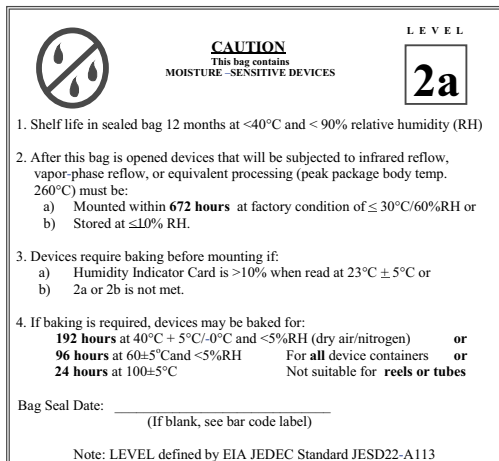 LEVEL
2a
CAUTION
This bag contains
MOISTURE –SENSITIVE DEVICES
1. Shelf life in sealed bag 12 months at <40°C and < 90% relative humidity (RH)
2. After this bag is opened devices that will be subjected to infrared reflow,
vapor-phase reflow, or equivalent processing (peak package body temp.
260°C) must be:
a) Mounted within 672 hours at factory condition of ≤ 30°C/60%RH or
b) Stored at ≤10% RH.
3. Devices require baking before mounting if:
a) Humidity Indicator Card is >10% when read at 23°C ± 5°C or
b) 2a or 2b is not met.
4. If baking is required, devices may be baked for:
192 hours at 40°C + 5°C/-0°C and <5%RH (dry air/nitrogen) or
96 hours at 60±5°Cand <5%RH For all device containers or
24 hours at 100±5°C Not suitable for reels or tubes
Bag Seal Date: ______________________________
(If blank, see bar code label)
Note: LEVEL defined by EIA JEDEC Standard JESD22-A113